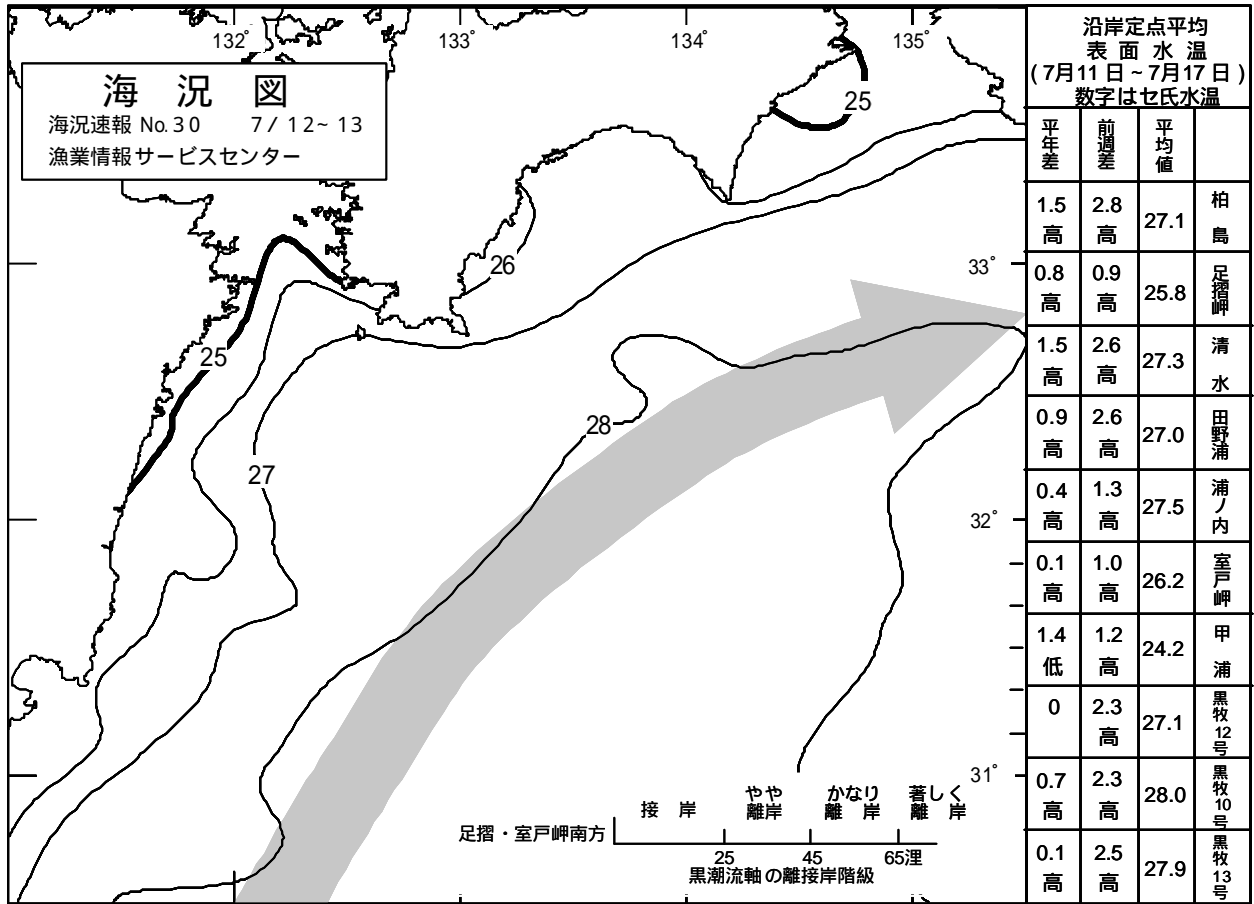 132°
133°
134°
135°
海況図
海況速報 No.30 7/12~13
漁業情報サービスセンター
25
26
25
27
28
33°
32°
31°
接岸
やや離岸
かなり離岸
著しく離岸
足摺・室戸岬南方
25 45 65浬
黒潮流軸の離接岸階級
沿岸定点平均
表面水温
(7月11日~7月17日)
数字はセ氏水温
平年差 前週差 平均値
1.5高 2.8高 27.1 柏島
0.8高 0.9高 25.8 足摺岬
1.5高 2.6高 27.3 清水
0.9高 2.6高 27.0 田野浦
0.4高 1.3高 27.5 浦ノ内
0.1高 1.0高 26.2 室戸岬
1.4低 1.2高 24.2 甲浦
0 2.3高 27.1 黒牧12号
0.7高 2.3高 28.0 黒牧10号
0.1高 2.5高 27.9 黒牧13号